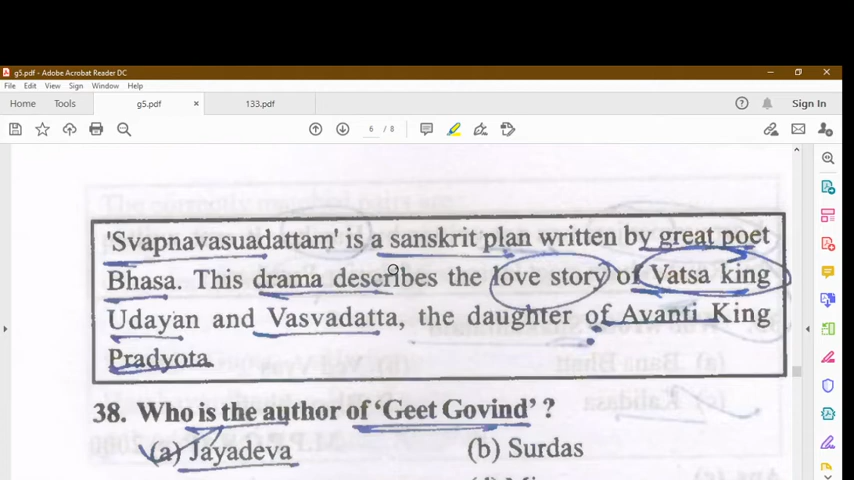 g5.pdf - Adobe Acrobat Reader DC
File Edit View Sign Window Help
Home Tools g5.pdf × 133.pdf Sign In
6 / 8
'Svapnavasuadattam' is a sanskrit plan written by great poet
Bhasa. This drama describes the love story of Vatsa king
Udayan and Vasvadatta, the daughter of Avanti King
Pradyota.
38. Who is the author of 'Geet Govind' ?
(a) Jayadeva (b) Surdas